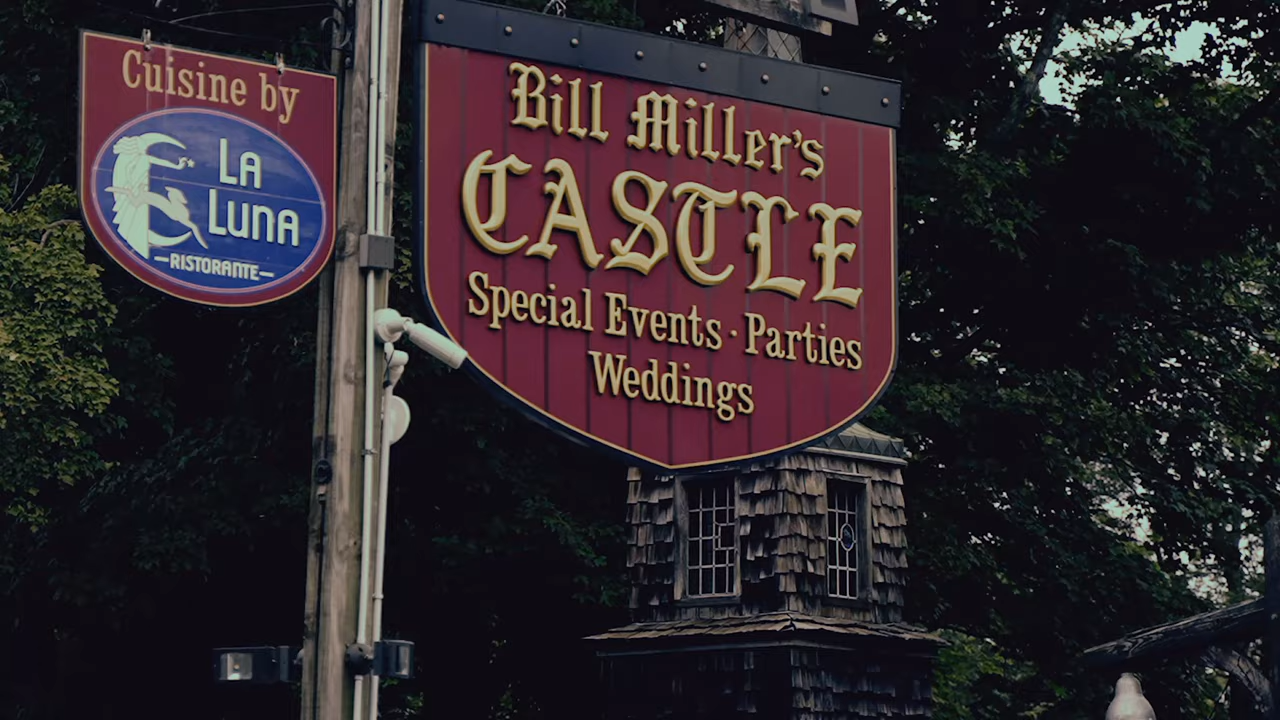 Cuisine by
LA
LUNA
RISTORANTE
Bill Miller's
CASTLE
Special Events · Parties
Weddings